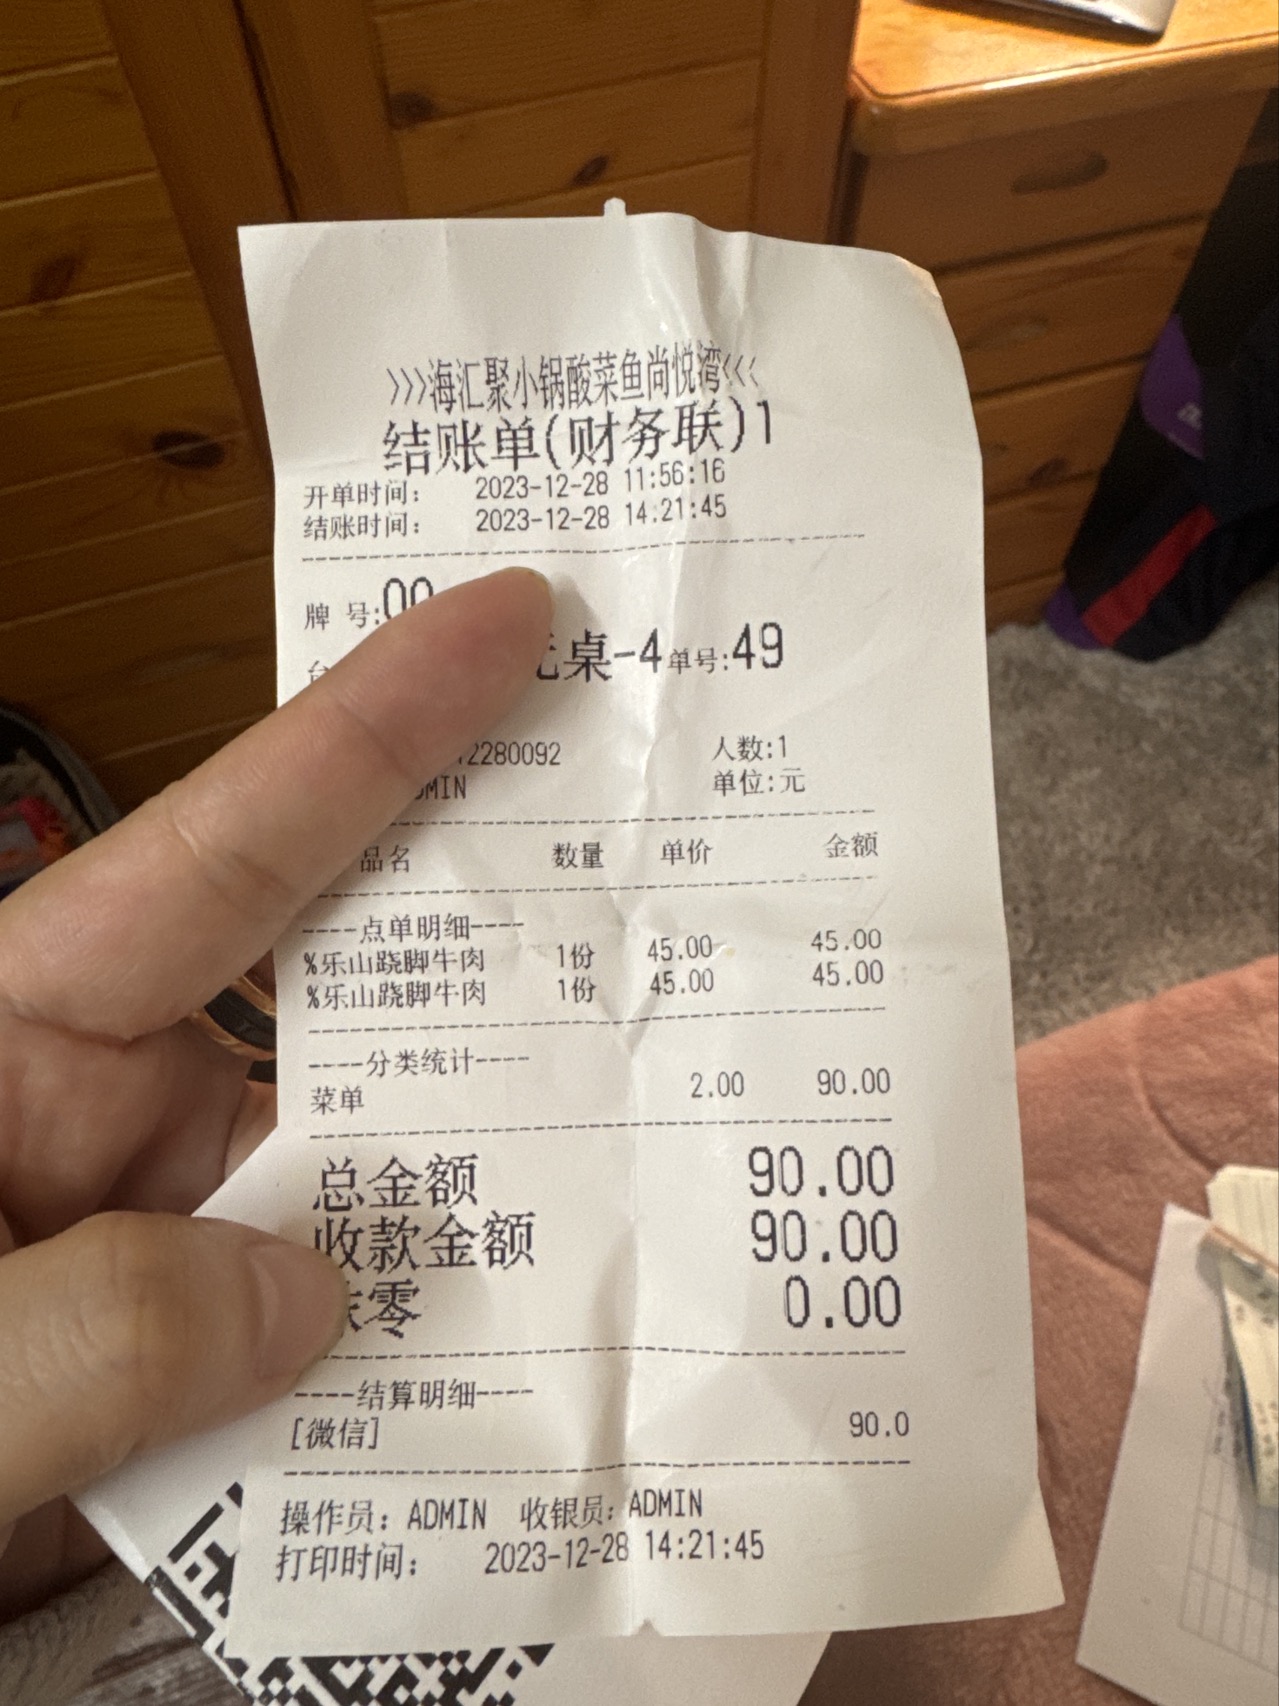 >>>海汇聚小锅酸菜鱼尚悦湾<<<
结账单(财务联)1
开单时间： 2023-12-28 11:56:16
结账时间： 2023-12-28 14:21:45
牌 号:00
桌-4单号:49
12280092 人数:1
DMIN 单位:元
品名 数量 单价 金额
----点单明细----
%乐山跷脚牛肉 1份 45.00 45.00
%乐山跷脚牛肉 1份 45.00 45.00
----分类统计----
菜单 2.00 90.00
总金额 90.00
收款金额 90.00
零 0.00
----结算明细----
[微信] 90.0
操作员：ADMIN 收银员：ADMIN
打印时间： 2023-12-28 14:21:45